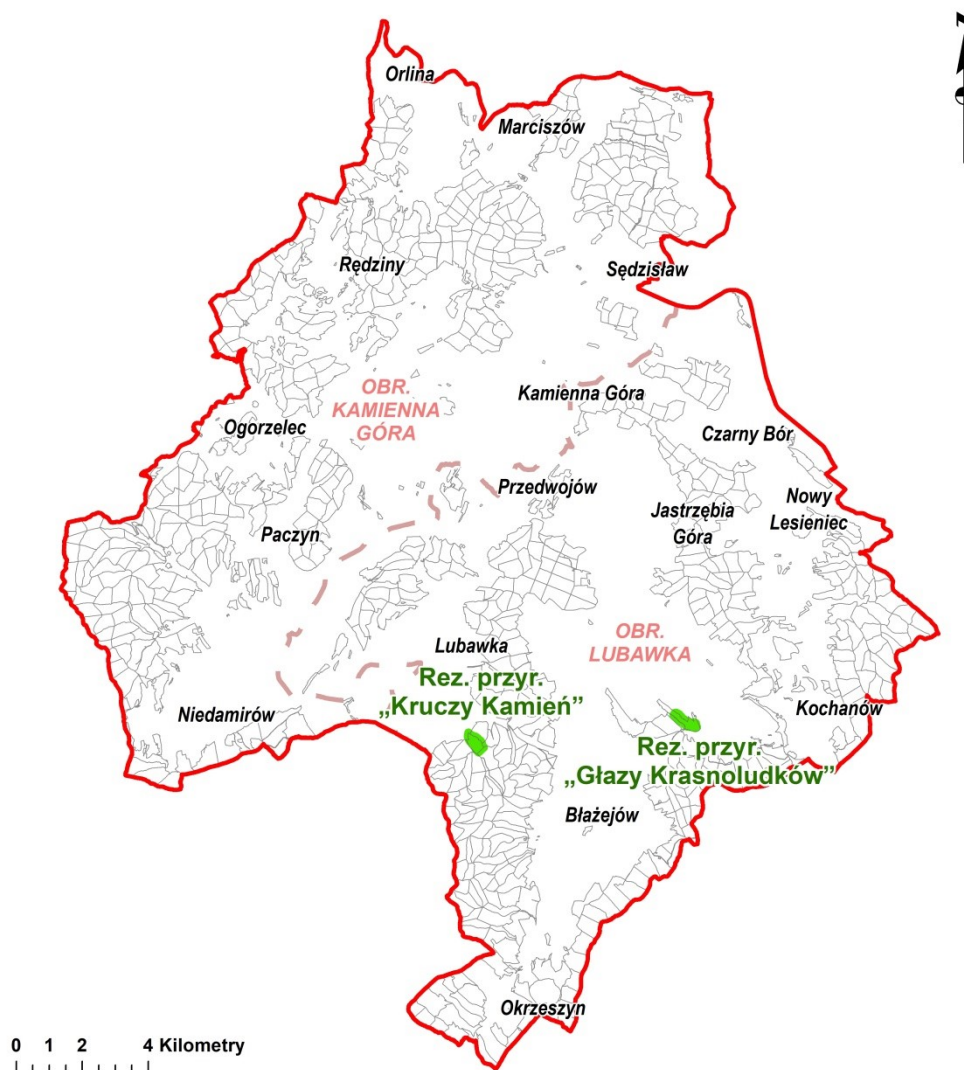 Orlina
Marciszów
Rędziny
Sędzisław
OBR.
KAMIENNA
GÓRA
Kamienna Góra
Ogorzelec
Czarny Bór
Przedwojów
Nowy
Lesieniec
Jastrzębia
Góra
Paczyn
OBR.
LUBAWKA
Lubawka
Rez. przyr.
„Kruczy Kamień”
Niedamirów
Kochanów
Rez. przyr.
„Głazy Krasnoludków”
Błażejów
Okrzeszyn
0 1 2 4 Kilometry